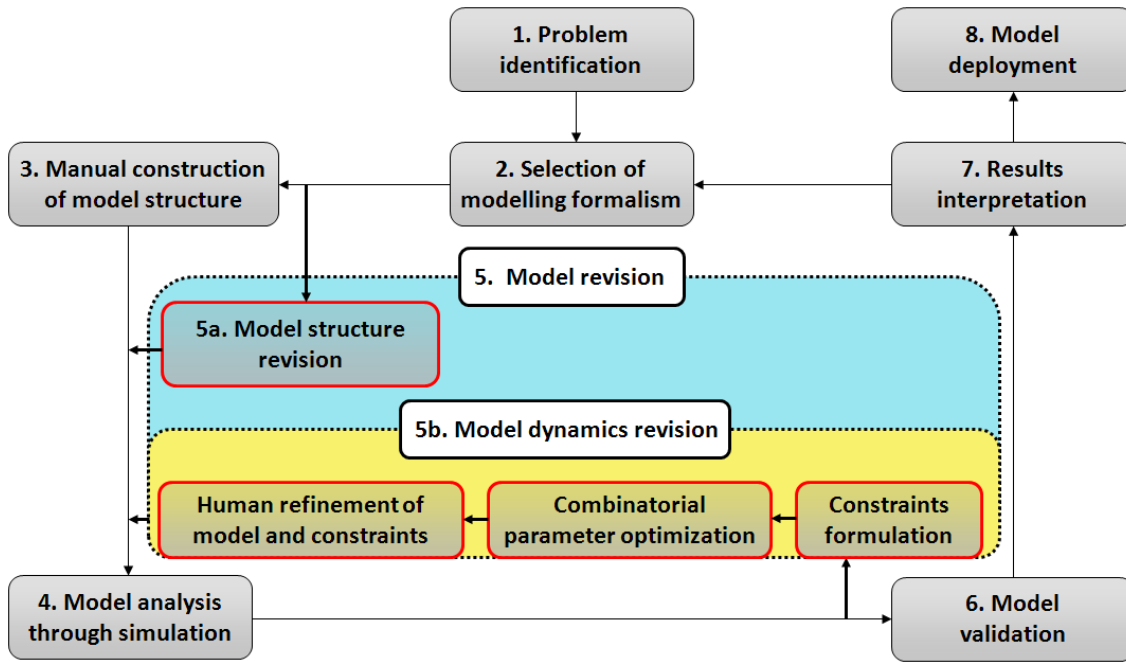 1. Problem
identification
8. Model
deployment
3. Manual construction
of model structure
2. Selection of
modelling formalism
7. Results
interpretation
5. Model revision
5a. Model structure
revision
5b. Model dynamics revision
Human refinement of
model and constraints
Combinatorial
parameter optimization
Constraints
formulation
4. Model analysis
through simulation
6. Model
validation